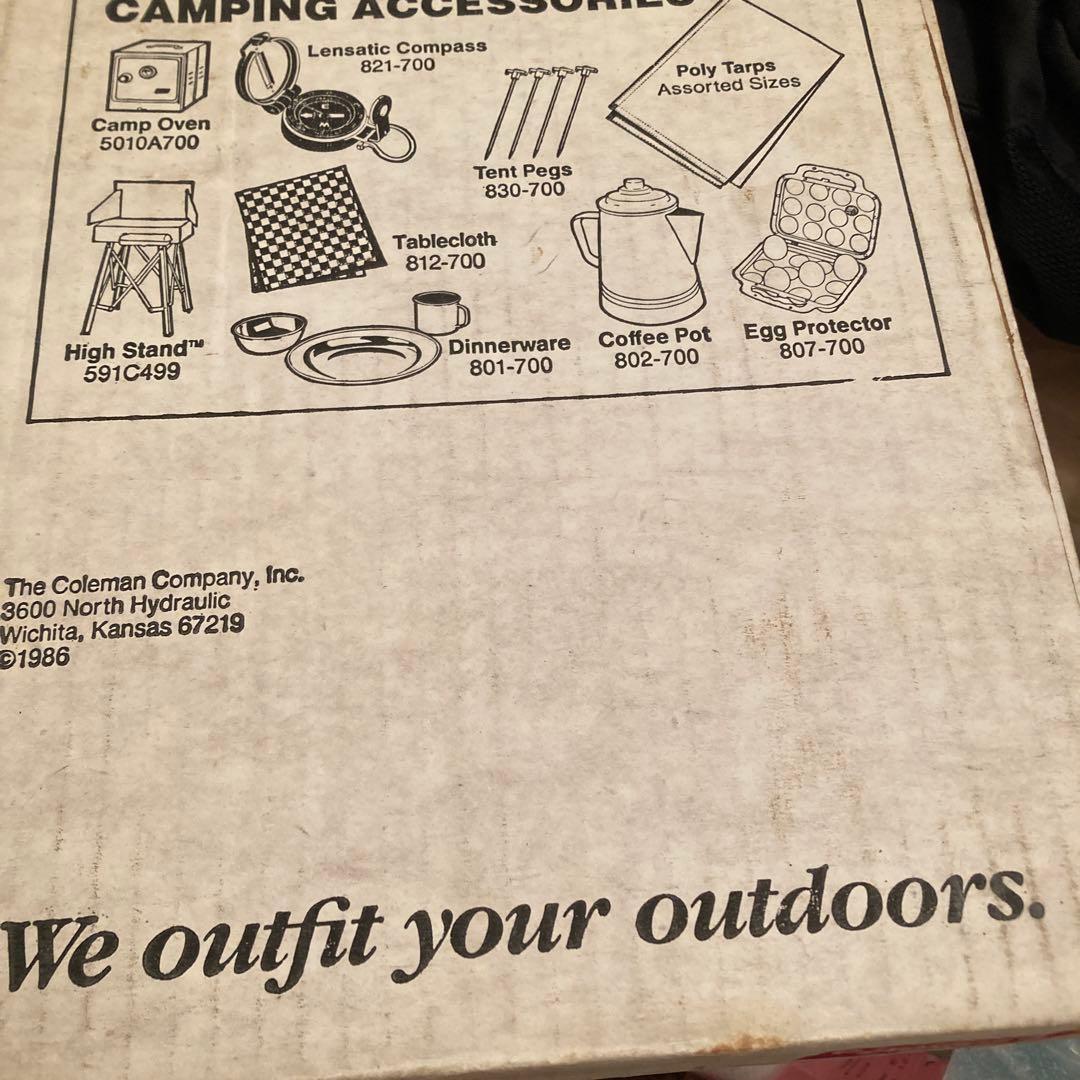 CAMPING ACCESSORIES
Lensatic Compass
821-700
Poly Tarps
Assorted Sizes
Camp Oven
5010A700
Tent Pegs
830-700
Tablecloth
812-700
High Stand™
591C499
Dinnerware
801-700
Coffee Pot
802-700
Egg Protector
807-700
The Coleman Company, Inc.
3600 North Hydraulic
Wichita, Kansas 67219
©1986
We outfit your outdoors.